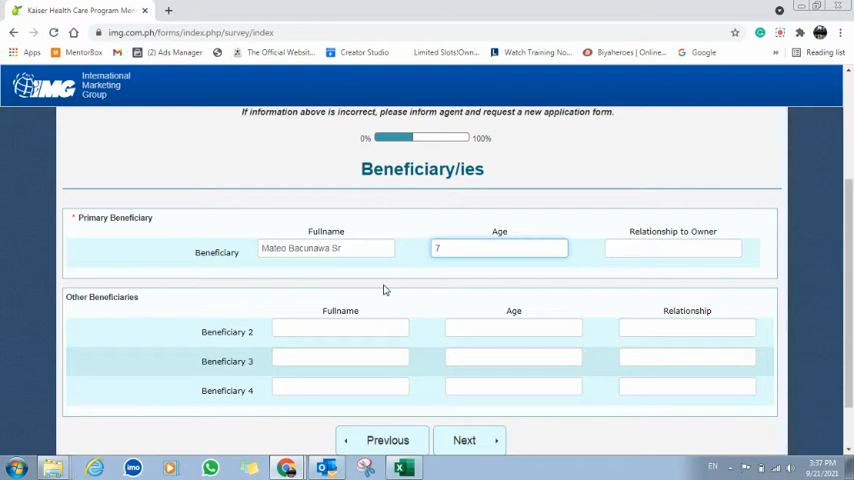 Kaiser Health Care Program Mem
img.com.ph/forms/index.php/survey/index
Apps MentorBox M (2) Ads Manager The Official Websit... Creator Studio Limited Slots!Own... Watch Training No... Biyaheroes | Online... Google Reading list
IMG International
Marketing
Group
If information above is incorrect, please inform agent and request a new application form.
0% 100%
Beneficiary/ies
* Primary Beneficiary
Fullname Age Relationship to Owner
Beneficiary Mateo Bacunawa Sr 7
Other Beneficiaries
Fullname Age Relationship
Beneficiary 2
Beneficiary 3
Beneficiary 4
Previous Next
imo EN 3:37 PM
9/21/2021